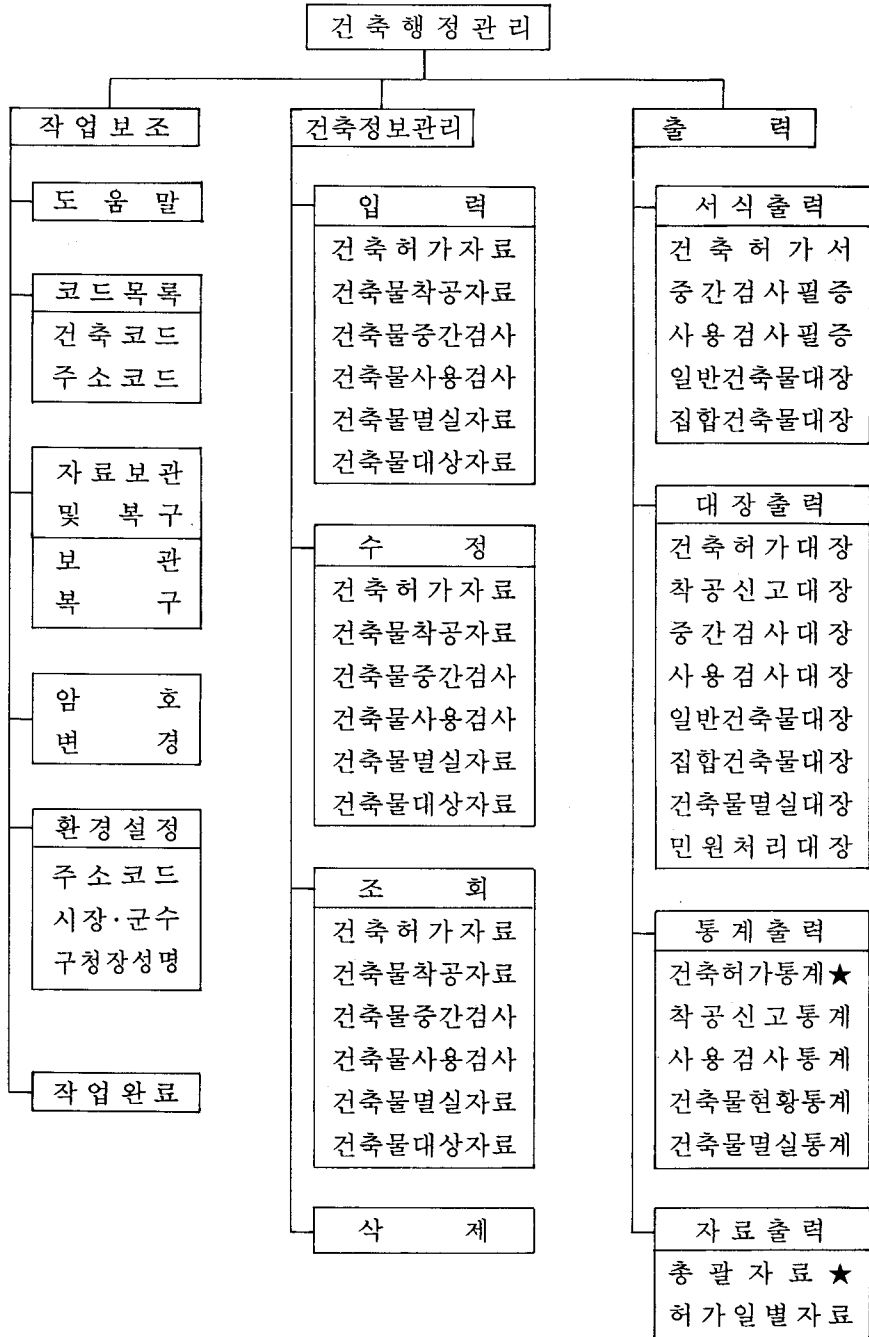 건축행정관리
작업보조
도움말
코드목록
건축코드
주소코드
자료보관
및 복구
보관
복구
암호
변경
환경설정
주소코드
시장·군수
구청장성명
작업완료
건축정보관리
입력
건축허가자료
건축물착공자료
건축물중간검사
건축물사용검사
건축물멸실자료
건축물대상자료
수정
건축허가자료
건축물착공자료
건축물중간검사
건축물사용검사
건축물멸실자료
건축물대상자료
조회
건축허가자료
건축물착공자료
건축물중간검사
건축물사용검사
건축물멸실자료
건축물대상자료
삭제
출력
서식출력
건축허가서
중간검사필증
사용검사필증
일반건축물대장
집합건축물대장
대장출력
건축허가대장
착공신고대장
중간검사대장
사용검사대장
일반건축물대장
집합건축물대장
건축물멸실대장
민원처리대장
통계출력
건축허가통계★
착공신고통계
사용검사통계
건축물현황통계
건축물멸실통계
자료출력
총괄자료★
허가일별자료